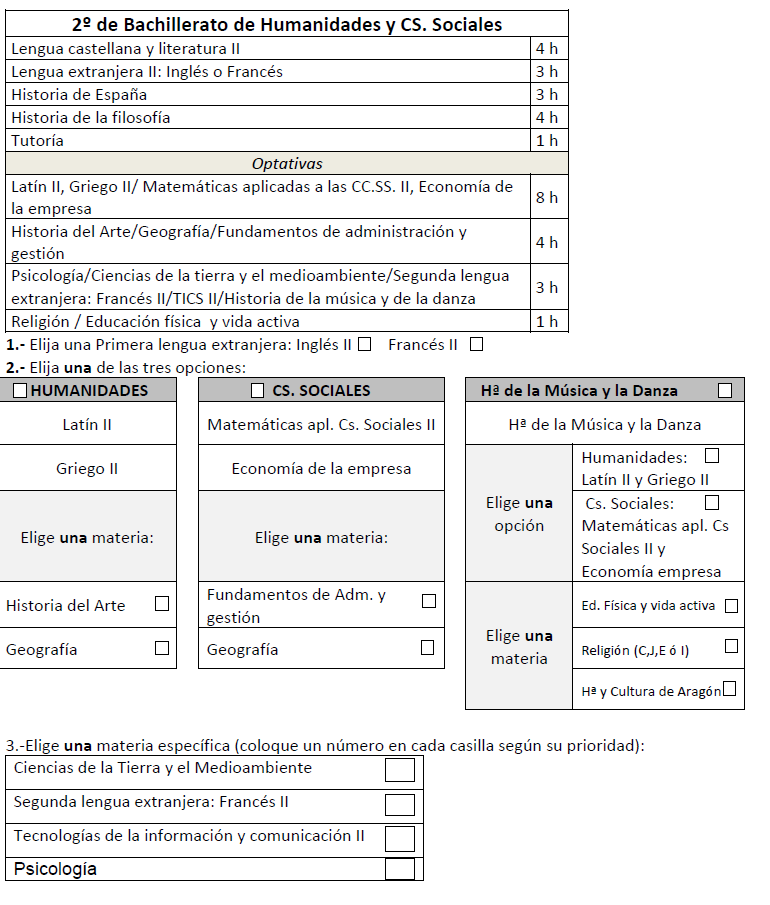 2º de Bachillerato de Humanidades y CS. Sociales
Lengua castellana y literatura II 4 h
Lengua extranjera II: Inglés o Francés 3 h
Historia de España 3 h
Historia de la filosofía 4 h
Tutoría 1 h
Optativas
Latín II, Griego II/ Matemáticas aplicadas a las CC.SS. II, Economía de
la empresa 8 h
Historia del Arte/Geografía/Fundamentos de administración y
gestión 4 h
Psicología/Ciencias de la tierra y el medioambiente/Segunda lengua
extranjera: Francés II/TICS II/Historia de la música y de la danza 3 h
Religión / Educación física y vida activa 1 h
1.- Elija una Primera lengua extranjera: Inglés II Francés II
2.- Elija una de las tres opciones:
HUMANIDADES
Latín II
Griego II
Elige una materia:
Historia del Arte
Geografía
CS. SOCIALES
Matemáticas apl. Cs. Sociales II
Economía de la empresa
Elige una materia:
Fundamentos de Adm. y
gestión
Geografía
Hª de la Música y la Danza
Hª de la Música y la Danza
Elige una
opción
Humanidades:
Latín II y Griego II
Cs. Sociales:
Matemáticas apl. Cs
Sociales II y
Economía empresa
Elige una
materia
Ed. Física y vida activa
Religión (C,J,E ó I)
Hª y Cultura de Aragón
3.-Elige una materia específica (coloque un número en cada casilla según su prioridad):
Ciencias de la Tierra y el Medioambiente
Segunda lengua extranjera: Francés II
Tecnologías de la información y comunicación II
Psicología